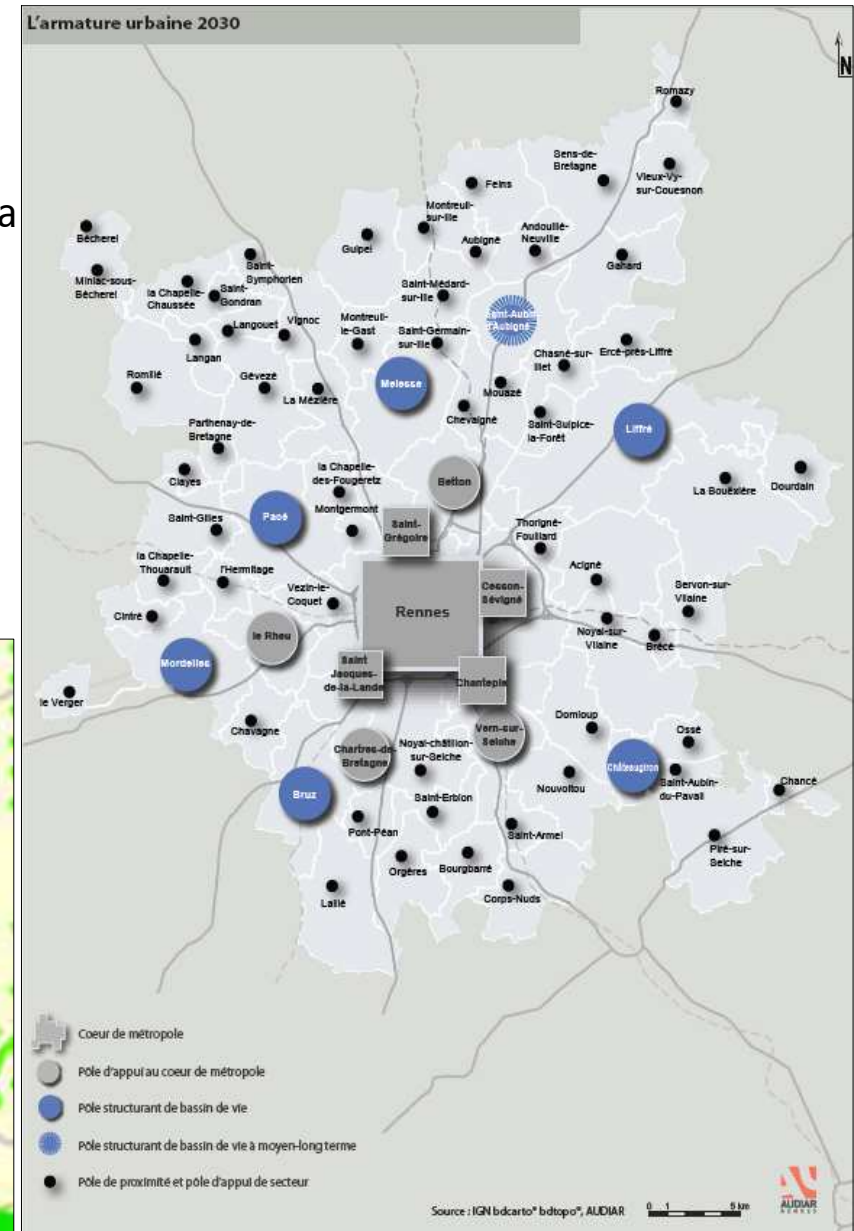 L'armature urbaine 2030
N
a
Romazy
Sens-de-
Bretagne
Vieux-Vy-
sur-Couesnon
Feins
Montreuil-
sur-Ille
Guipel
Aubigné
Andouillé-
Neuville
Gahard
Bécherel
Miniac-sous-
Bécherel
Saint-
Symphorien
la Chapelle-
Chaussée
Saint-
Gondran
Saint-Médard-
sur-Ille
Langouet
Vignoc
Montreuil-
le-Gast
Saint-Germain-
sur-Ille
Saint-Aubin
d'Aubigné
Langan
Chasné-sur-
Illet
Ercé-près-Liffré
Romillé
Gévezé
La Mézière
Melesse
Mouazé
Chevaigné
Saint-Sulpice-
la-Forêt
Liffré
Parthenay-de-
Bretagne
Clayes
la Chapelle-
des-Fougeretz
Betton
La Bouëxière
Dourdain
Pacé
Montgermont
Saint-
Grégoire
Saint-Gilles
Thorigné-
Fouillard
la Chapelle-
Thouarault
l'Hermitage
Acigné
Vezin-le-
Coquet
Cesson-
Sévigné
Servon-sur-
Vilaine
Cintré
Rennes
Noyal-sur-
Vilaine
Brécé
le Rheu
Mordelles
Saint
Jacques-
de-la-Lande
Chantepie
le Verger
Chavagne
Vern-sur-
Seiche
Domloup
Ossé
Chartres-de-
Bretagne
Noyal-châtillon-
sur-Seiche
Châteaugiron
Saint-Aubin-
du-Pavail
Chancé
Bruz
Nouvoitou
Saint-Erblon
Pont-Péan
Saint-Armel
Piré-sur-
Seiche
Orgères
Bourgbarré
Laillé
Corps-Nuds
Coeur de métropole
Pôle d'appui au coeur de métropole
Pôle structurant de bassin de vie
Pôle structurant de bassin de vie à moyen-long terme
Pôle de proximité et pôle d'appui de secteur
Source : IGN bdcarto® bdtopo®, AUDIAR
0 1 5 km
AUDIAR
RENNES